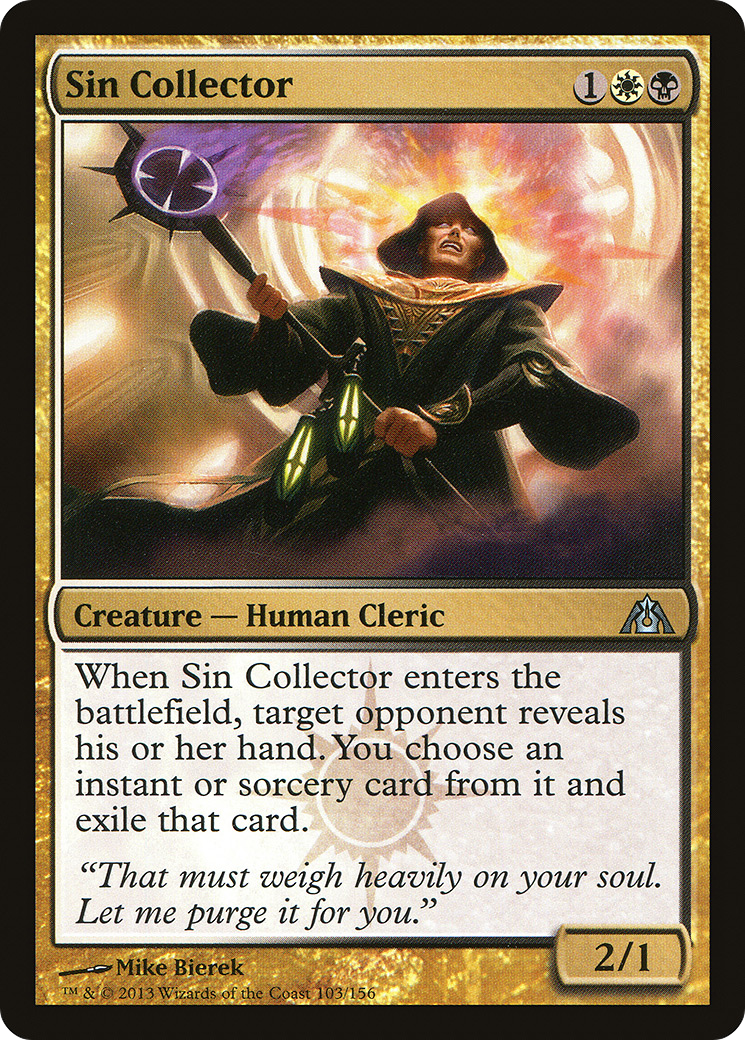 Sin Collector
1
Creature — Human Cleric
When Sin Collector enters the
battlefield, target opponent reveals
his or her hand. You choose an
instant or sorcery card from it and
exile that card.
“That must weigh heavily on your soul.
Let me purge it for you.”
2/1
Mike Bierek
™ & © 2013 Wizards of the Coast 103/156